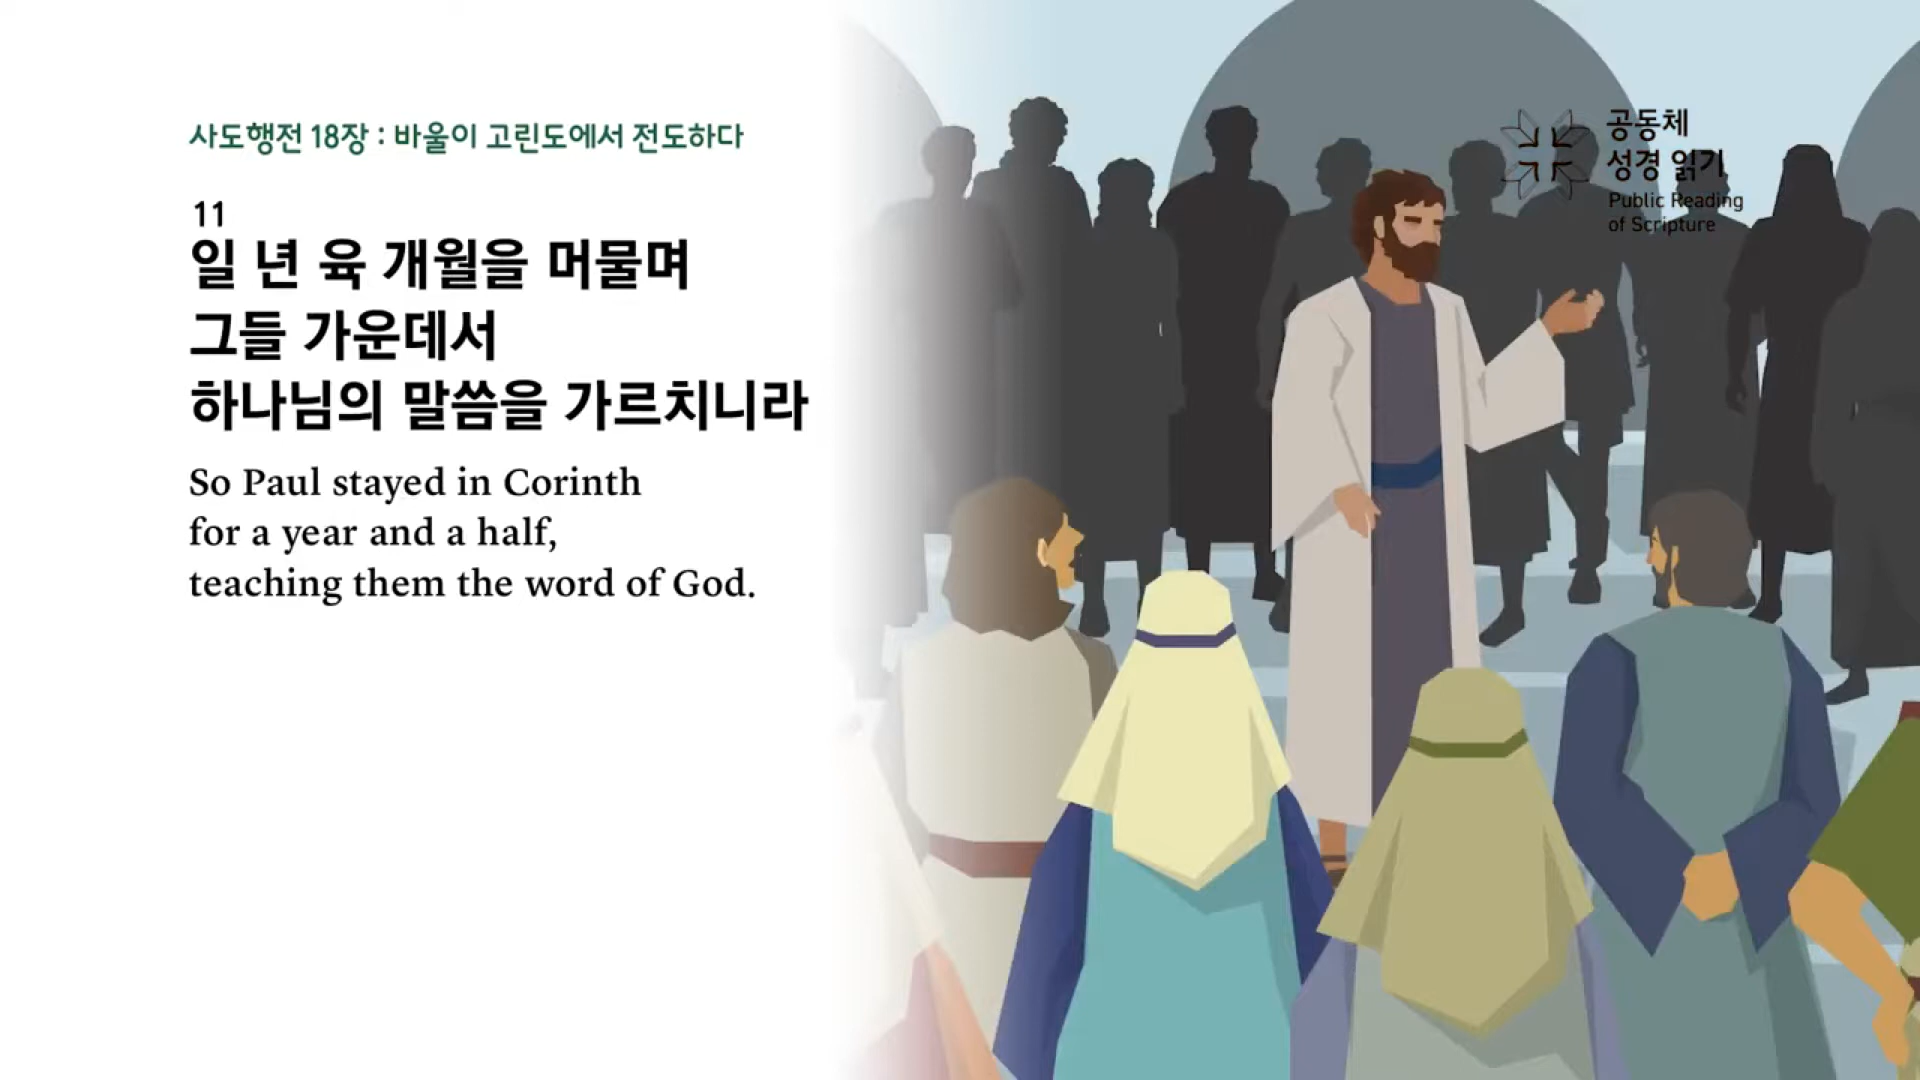 사도행전 18장 : 바울이 고린도에서 전도하다
11
일 년 육 개월을 머물며
그들 가운데서
하나님의 말씀을 가르치니라
So Paul stayed in Corinth
for a year and a half,
teaching them the word of God.
공동체
성경 읽기
Public Reading
of Scripture